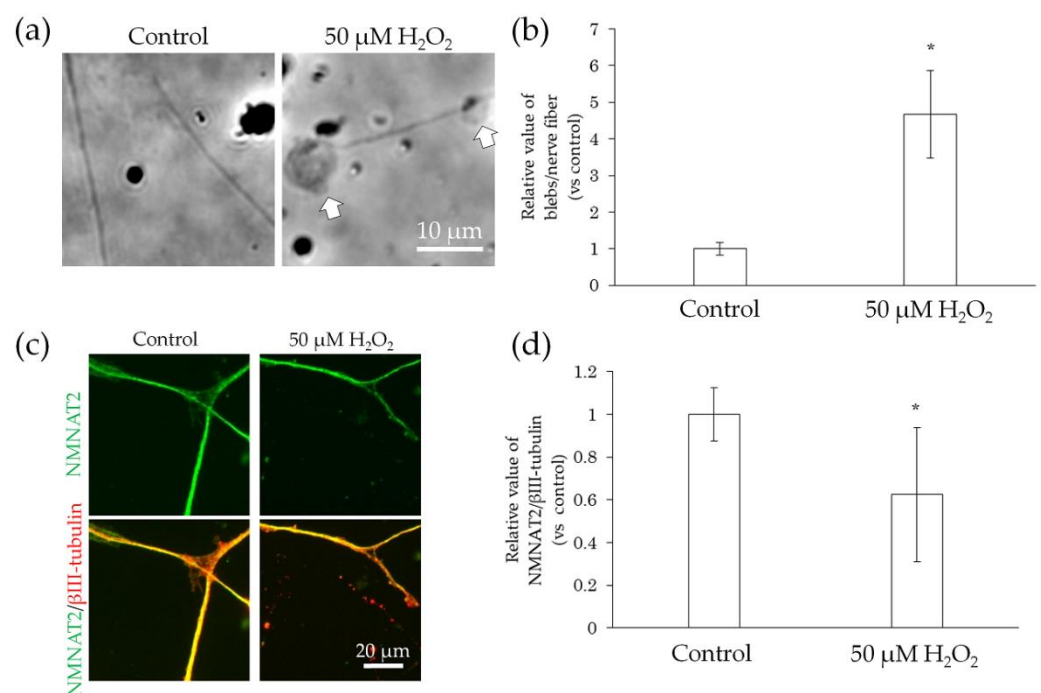 (a)
Control
50 μM H₂O₂
10 μm
(b)
Relative value of
blebs/nerve fiber
(vs control)
7
6
5
4
3
2
1
0
*
Control
50 μM H₂O₂
(c)
Control
50 μM H₂O₂
NMNAT2
NMNAT2/βIII-tubulin
20 μm
(d)
Relative value of
NMNAT2/βIII-tubulin
(vs control)
1.2
1
0.8
0.6
0.4
0.2
0
*
Control
50 μM H₂O₂